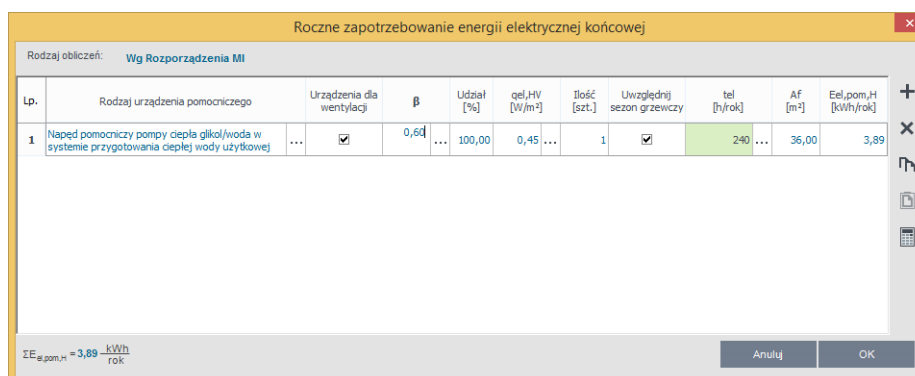 Roczne zapotrzebowanie energii elektrycznej końcowej
Rodzaj obliczeń: Wg Rozporządzenia MI
Lp. Rodzaj urządzenia pomocniczego Urządzenia dla wentylacji β Udział [%] qel,HV [W/m²] Ilość [szt.] Uwzględnij sezon grzewczy tel [h/rok] Af [m²] Eel,pom,H [kWh/rok]
1 Napęd pomocniczy pompy ciepła glikol/woda w systemie przygotowania ciepłej wody użytkowej ... 0,60 ... 100,00 0,45 ... 1 240 ... 36,00 3,89
ΣEel,pom,H = 3,89 kWh/rok
Anuluj OK